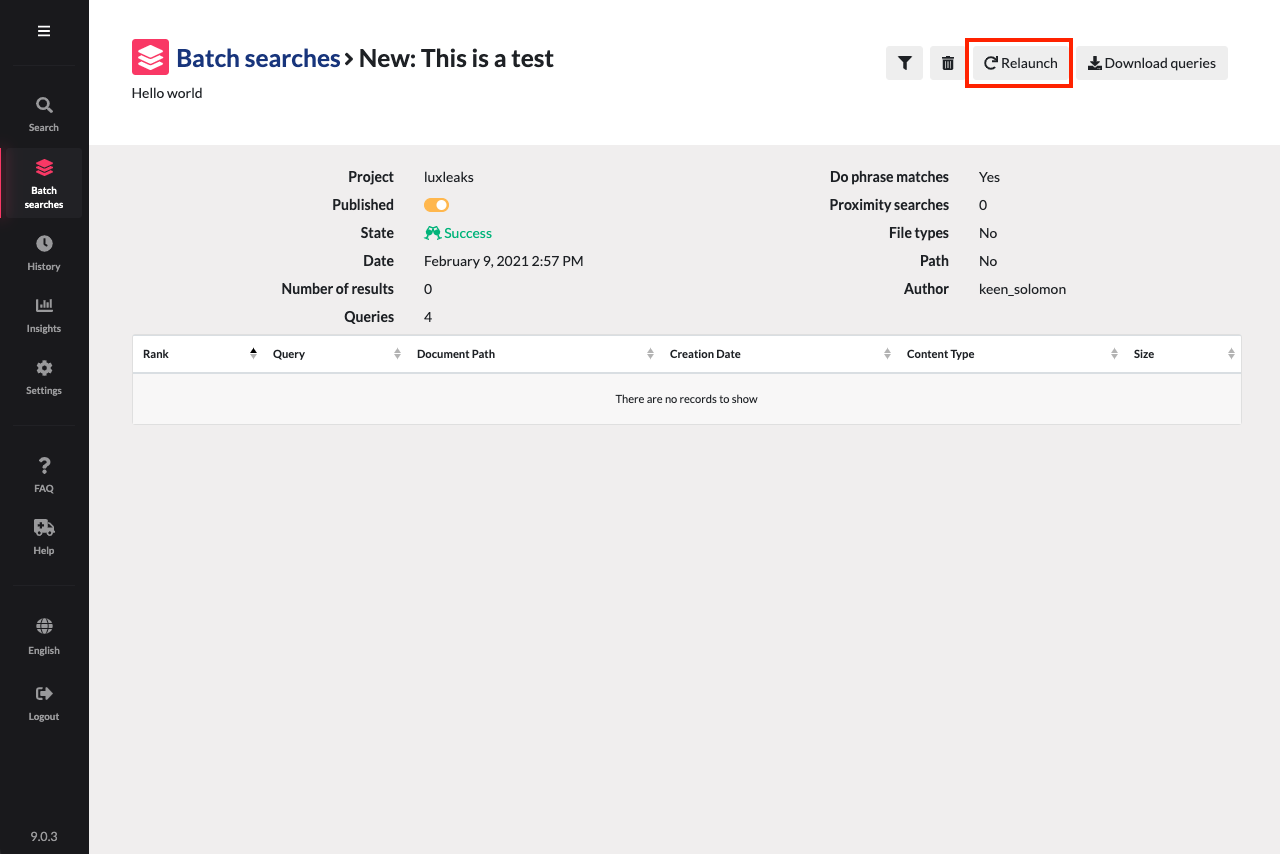 Batch searches > New: This is a test
Hello world
Relaunch
Download queries
Search
Batch
searches
History
Insights
Settings
FAQ
Help
English
Logout
9.0.3
Project luxleaks
Published
State Success
Date February 9, 2021 2:57 PM
Number of results 0
Queries 4
Do phrase matches Yes
Proximity searches 0
File types No
Path No
Author keen_solomon
Rank Query Document Path Creation Date Content Type Size
There are no records to show